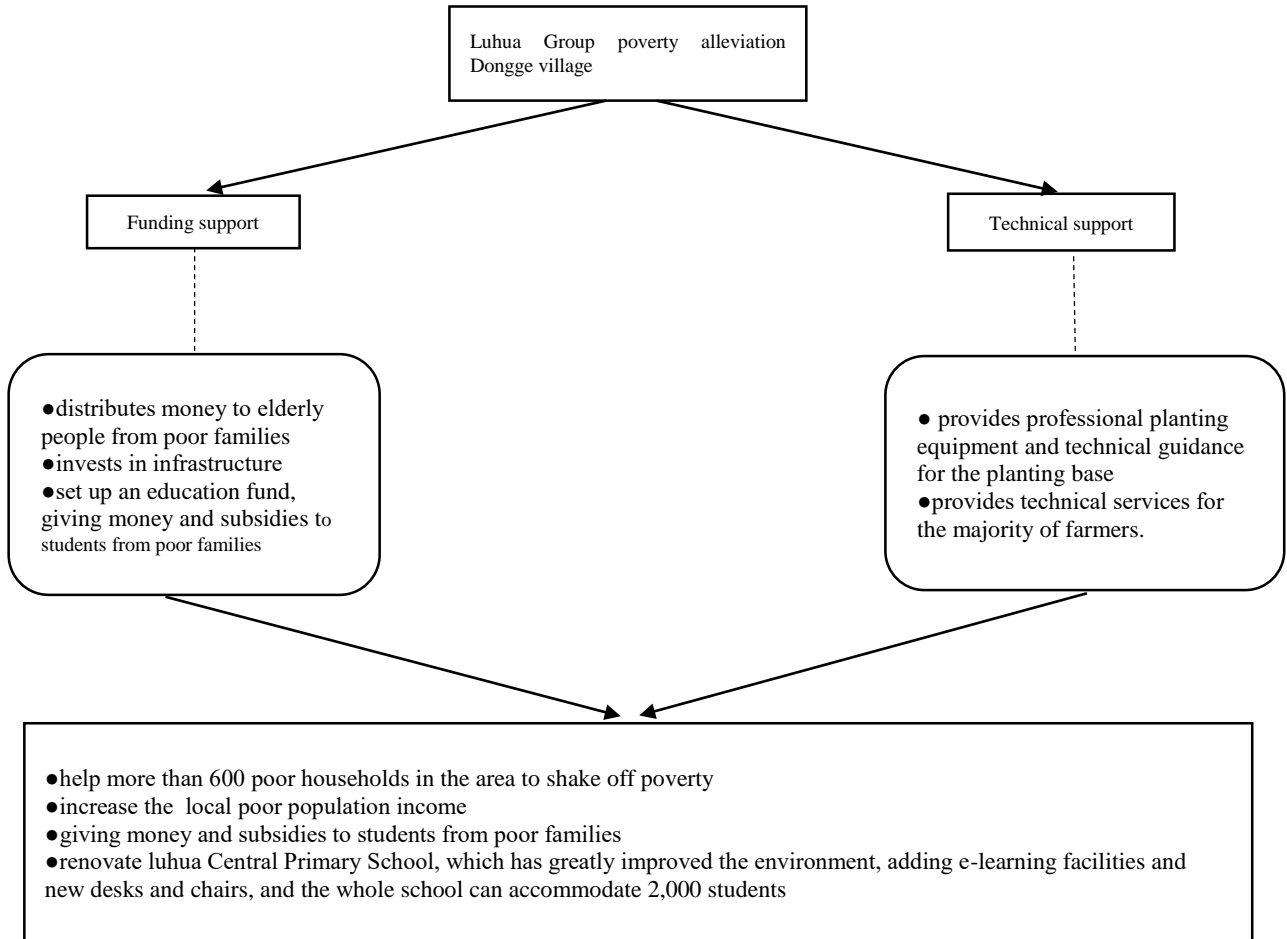 Luhua Group poverty alleviation
Dongge village
Funding support
Technical support
●distributes money to elderly
people from poor families
●invests in infrastructure
●set up an education fund,
giving money and subsidies to
students from poor families
● provides professional planting
equipment and technical guidance
for the planting base
●provides technical services for
the majority of farmers.
●help more than 600 poor households in the area to shake off poverty
●increase the local poor population income
●giving money and subsidies to students from poor families
●renovate luhua Central Primary School, which has greatly improved the environment, adding e-learning facilities and
new desks and chairs, and the whole school can accommodate 2,000 students